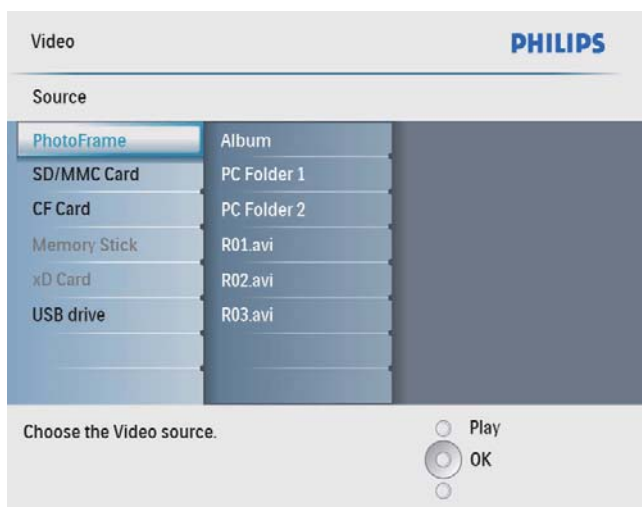 Video
PHILIPS
Source
PhotoFrame
Album
SD/MMC Card
PC Folder 1
CF Card
PC Folder 2
Memory Stick
R01.avi
xD Card
R02.avi
USB drive
R03.avi
Choose the Video source.
Play
OK